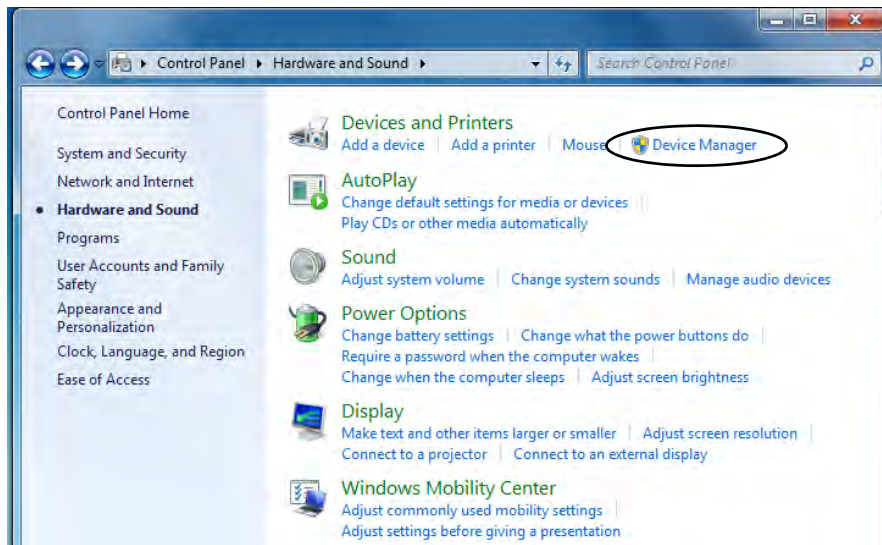 Control Panel Hardware and Sound Search Control Panel
Control Panel Home
System and Security
Network and Internet
Hardware and Sound
Programs
User Accounts and Family
Safety
Appearance and
Personalization
Clock, Language, and Region
Ease of Access
Devices and Printers
Add a device Add a printer Mouse Device Manager
AutoPlay
Change default settings for media or devices
Play CDs or other media automatically
Sound
Adjust system volume Change system sounds Manage audio devices
Power Options
Change battery settings Change what the power buttons do
Require a password when the computer wakes
Change when the computer sleeps Adjust screen brightness
Display
Make text and other items larger or smaller Adjust screen resolution
Connect to a projector Connect to an external display
Windows Mobility Center
Adjust commonly used mobility settings
Adjust settings before giving a presentation